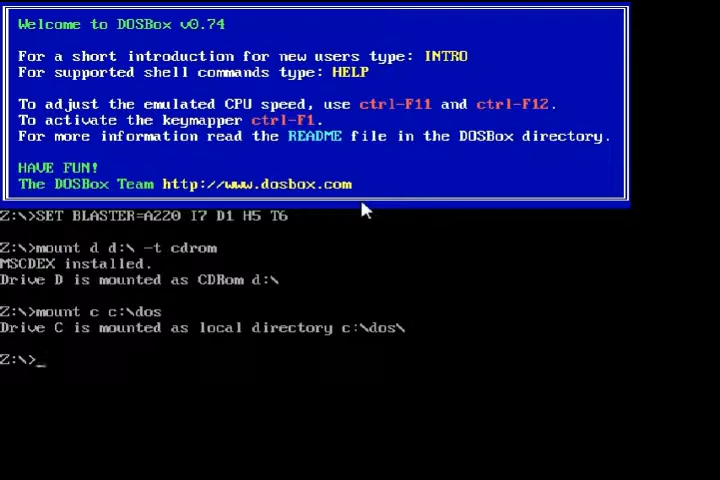 Welcome to DOSBox v0.74
For a short introduction for new users type: INTRO
For supported shell commands type: HELP
To adjust the emulated CPU speed, use ctrl-F11 and ctrl-F12.
To activate the keymapper ctrl-F1.
For more information read the README file in the DOSBox directory.
HAVE FUN!
The DOSBox Team http://www.dosbox.com
Z:\>SET BLASTER=A220 I7 D1 H5 T6
Z:\>mount d d:\ -t cdrom
MSCDEX installed.
Drive D is mounted as CDRom d:\
Z:\>mount c c:\dos
Drive C is mounted as local directory c:\dos\
Z:\>_